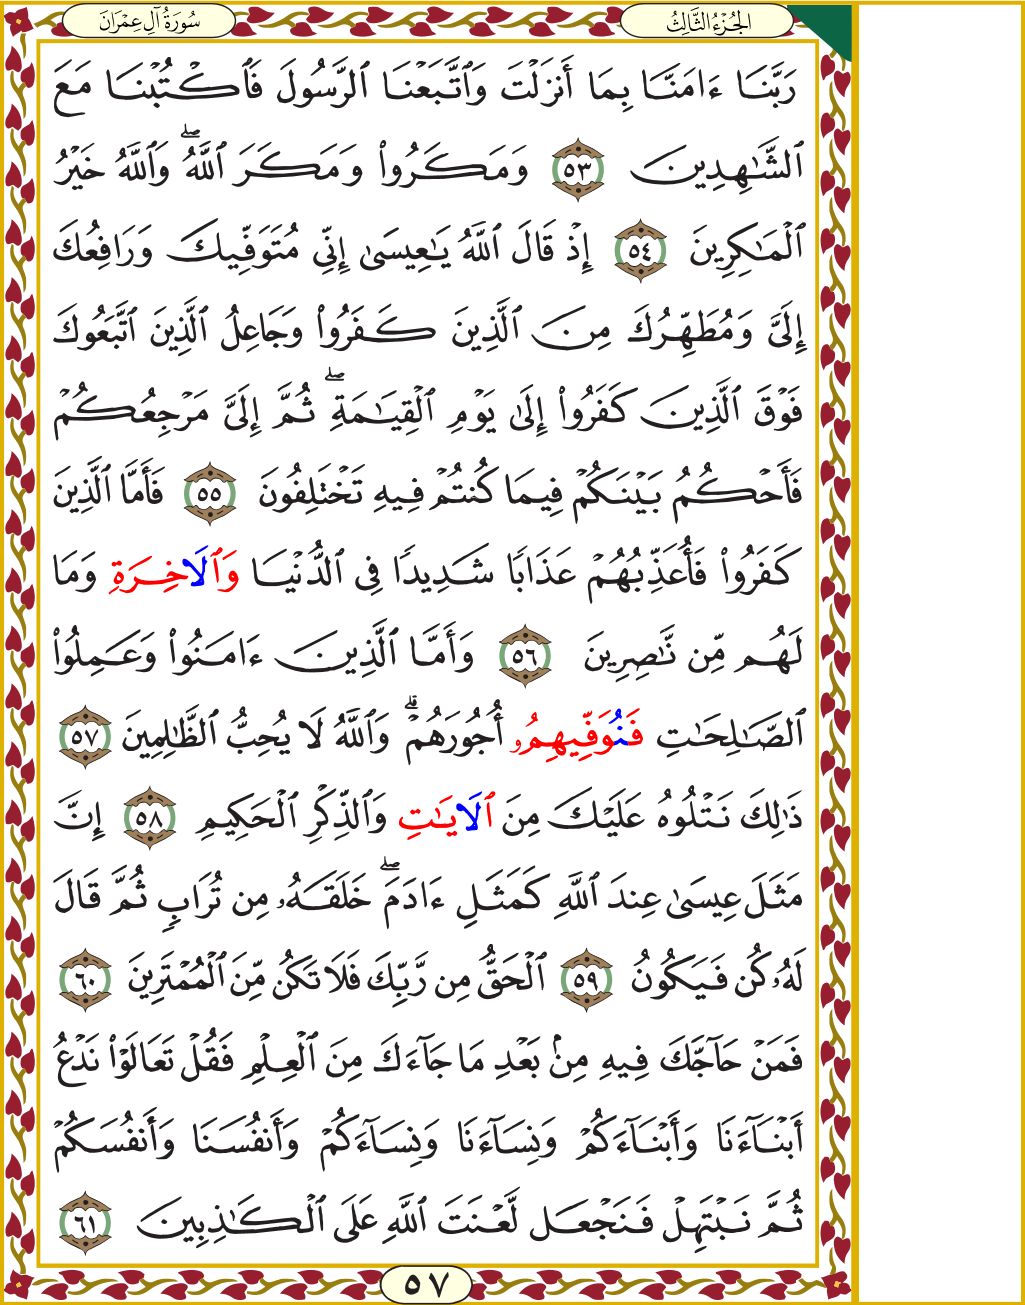 الجُزْءُ الثَّالِثُ
سُورَةُ آلِ عِمْرَانَ
رَبَّنَآ ءَامَنَّا بِمَآ أَنزَلْتَ وَٱتَّبَعْنَا ٱلرَّسُولَ فَٱكْتُبْنَا مَعَ
ٱلشَّٰهِدِينَ ٥٣ وَمَكَرُوا۟ وَمَكَرَ ٱللَّهُۖ وَٱللَّهُ خَيْرُ
ٱلْمَٰكِرِينَ ٥٤ إِذْ قَالَ ٱللَّهُ يَٰعِيسَىٰ إِنِّى مُتَوَفِّيكَ وَرَافِعُكَ
إِلَىَّ وَمُطَهِّرُكَ مِنَ ٱلَّذِينَ كَفَرُوا۟ وَجَاعِلُ ٱلَّذِينَ ٱتَّبَعُوكَ
فَوْقَ ٱلَّذِينَ كَفَرُوٓا۟ إِلَىٰ يَوْمِ ٱلْقِيَٰمَةِۖ ثُمَّ إِلَىَّ مَرْجِعُكُمْ
فَأَحْكُمُ بَيْنَكُمْ فِيمَا كُنتُمْ فِيهِ تَخْتَلِفُونَ ٥٥ فَأَمَّا ٱلَّذِينَ
كَفَرُوا۟ فَأُعَذِّبُهُمْ عَذَابًا شَدِيدًا فِى ٱلدُّنْيَا وَٱلَاخِرَةِ وَمَا
لَهُم مِّن نَّٰصِرِينَ ٥٦ وَأَمَّا ٱلَّذِينَ ءَامَنُوا۟ وَعَمِلُوا۟
ٱلصَّٰلِحَٰتِ فَنُوَفِّيهِمُۥٓ أُجُورَهُمْۗ وَٱللَّهُ لَا يُحِبُّ ٱلظَّٰلِمِينَ ٥٧
ذَٰلِكَ نَتْلُوهُ عَلَيْكَ مِنَ ٱلَايَٰتِ وَٱلذِّكْرِ ٱلْحَكِيمِ ٥٨ إِنَّ
مَثَلَ عِيسَىٰ عِندَ ٱللَّهِ كَمَثَلِ ءَادَمَۖ خَلَقَهُۥ مِن تُرَابٍ ثُمَّ قَالَ
لَهُۥ كُن فَيَكُونُ ٥٩ ٱلْحَقُّ مِن رَّبِّكَ فَلَا تَكُن مِّنَ ٱلْمُمْتَرِينَ ٦٠
فَمَنْ حَآجَّكَ فِيهِ مِنۢ بَعْدِ مَا جَآءَكَ مِنَ ٱلْعِلْمِ فَقُلْ تَعَالَوْا۟ نَدْعُ
أَبْنَآءَنَا وَأَبْنَآءَكُمْ وَنِسَآءَنَا وَنِسَآءَكُمْ وَأَنفُسَنَا وَأَنفُسَكُمْ
ثُمَّ نَبْتَهِلْ فَنَجْعَل لَّعْنَتَ ٱللَّهِ عَلَى ٱلْكَٰذِبِينَ ٦١
٥٧